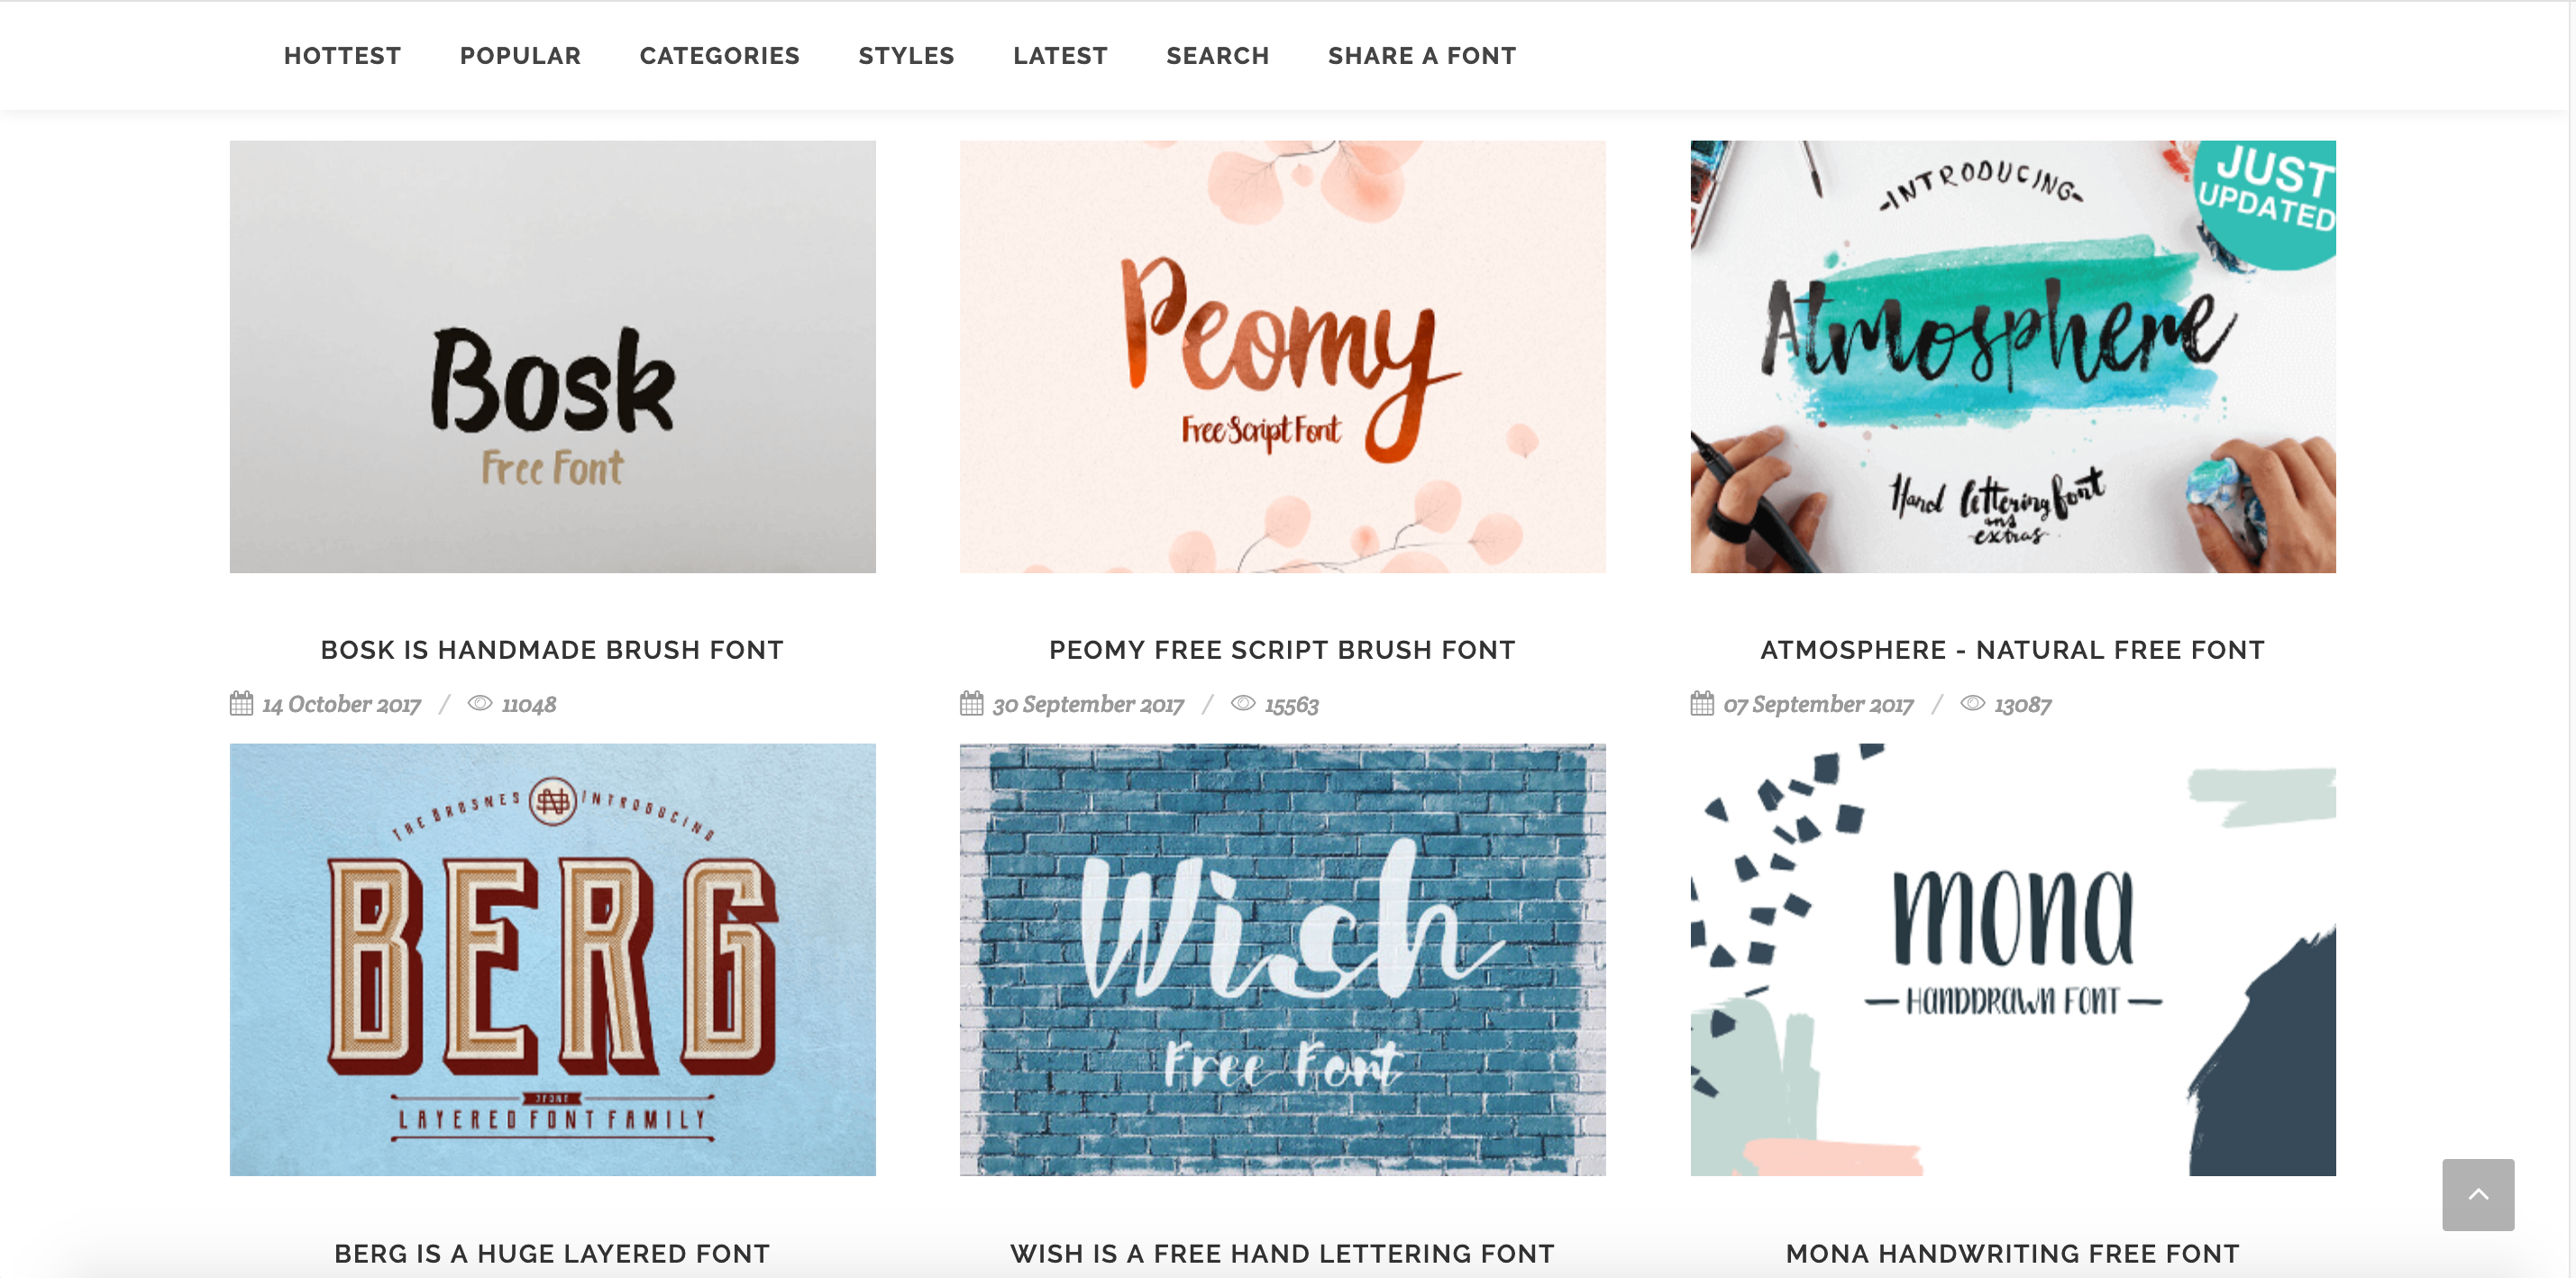 HOTTEST POPULAR CATEGORIES STYLES LATEST SEARCH SHARE A FONT
Bosk
Free Font
BOSK IS HANDMADE BRUSH FONT
14 October 2017 / 11048
Peomy
Free Script Font
PEOMY FREE SCRIPT BRUSH FONT
30 September 2017 / 15563
INTRODUCING
JUST
UPDATED
Atmosphere
Hand lettering font
ans
extras
ATMOSPHERE - NATURAL FREE FONT
07 September 2017 / 13087
THE BROSNES INTRODUCING
BERG
7 FONT
LAYERED FONT FAMILY
BERG IS A HUGE LAYERED FONT
Wish
Free Font
WISH IS A FREE HAND LETTERING FONT
mona
HANDDRAWN FONT
MONA HANDWRITING FREE FONT